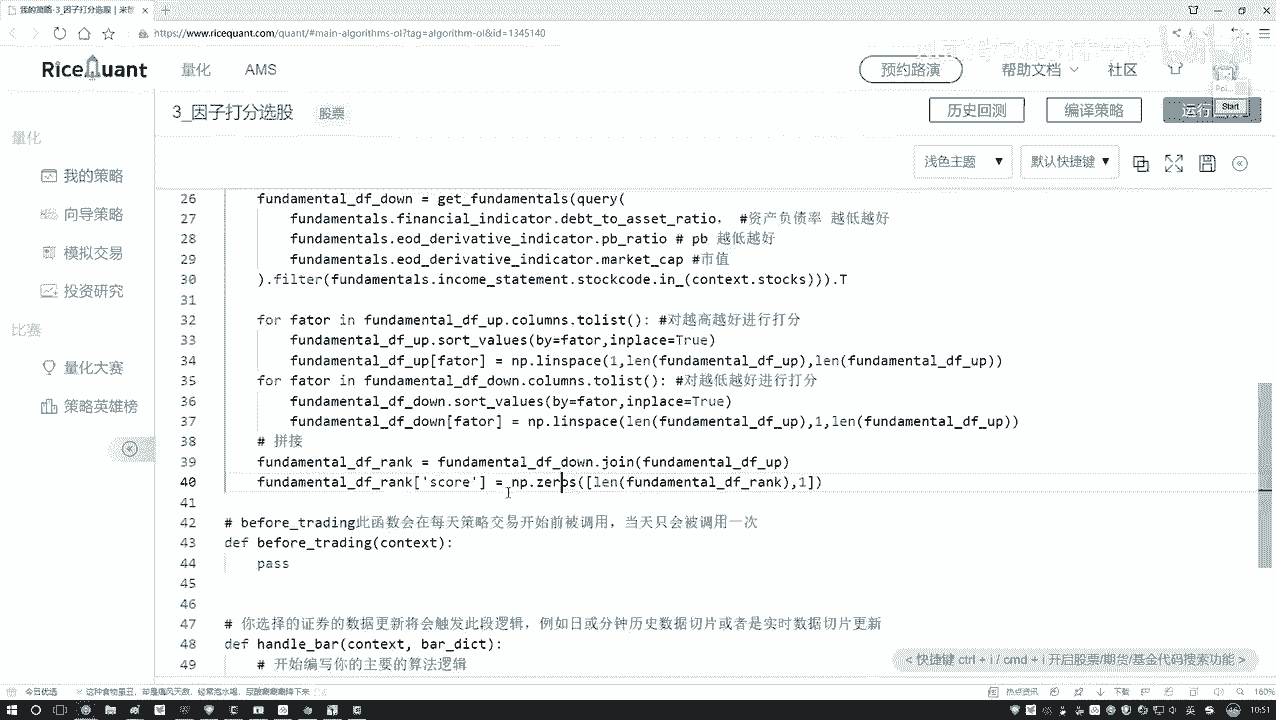 我的策略-3_因子打分选股 | 米筐
https://www.ricequant.com/quant/#main-algorithms-ol?tag=algorithm-ol&id=1345140
RiceQuant 量化 AMS 预约路演 帮助文档 社区
3_因子打分选股 股票 历史回测 编译策略 运行 Start
浅色主题 默认快捷键
量化
我的策略
向导策略
模拟交易
投资研究
比赛
量化大赛
策略英雄榜
26 fundamental_df_down = get_fundamentals(query(
27 fundamentals.financial_indicator.debt_to_asset_ratio, #资产负债率 越低越好
28 fundamentals.eod_derivative_indicator.pb_ratio # pb 越低越好
29 fundamentals.eod_derivative_indicator.market_cap #市值
30 ).filter(fundamentals.income_statement.stockcode.in_(context.stocks))).T
31
32 for fator in fundamental_df_up.columns.tolist(): #对越高越好进行打分
33 fundamental_df_up.sort_values(by=fator,inplace=True)
34 fundamental_df_up[fator] = np.linspace(1,len(fundamental_df_up),len(fundamental_df_up))
35 for fator in fundamental_df_down.columns.tolist(): #对越低越好进行打分
36 fundamental_df_down.sort_values(by=fator,inplace=True)
37 fundamental_df_down[fator] = np.linspace(len(fundamental_df_up),1,len(fundamental_df_up))
38 # 拼接
39 fundamental_df_rank = fundamental_df_down.join(fundamental_df_up)
40 fundamental_df_rank['score'] = np.zeros([len(fundamental_df_rank),1])
41
42 # before_trading此函数会在每天策略交易开始前被调用，当天只会被调用一次
43 def before_trading(context):
44 pass
45
46
47 # 你选择的证券的数据更新将会触发此段逻辑，例如日或分钟历史数据切片或者是实时数据切片更新
48 def handle_bar(context, bar_dict):
49 # 开始编写你的主要的算法逻辑
< 快捷键 ctrl + i / cmd + i 开启股票/期货/基金代码搜索功能 >
今日优选 热点资讯 下载 160%
英 10:51